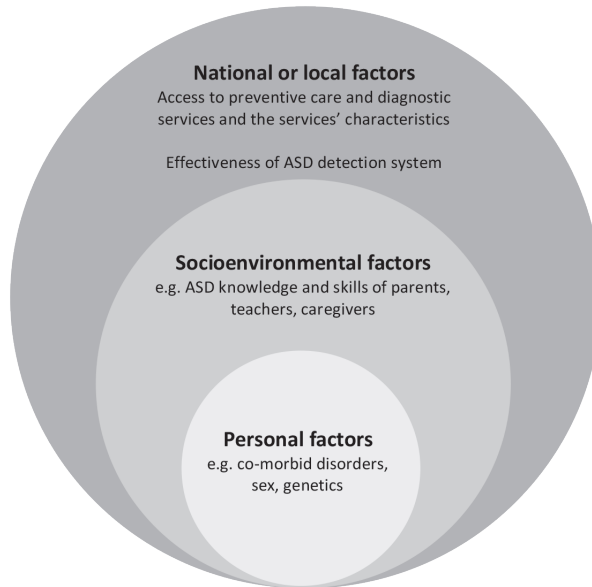 National or local factors
Access to preventive care and diagnostic
services and the services’ characteristics
Effectiveness of ASD detection system
Socioenvironmental factors
e.g. ASD knowledge and skills of parents,
teachers, caregivers
Personal factors
e.g. co-morbid disorders,
sex, genetics